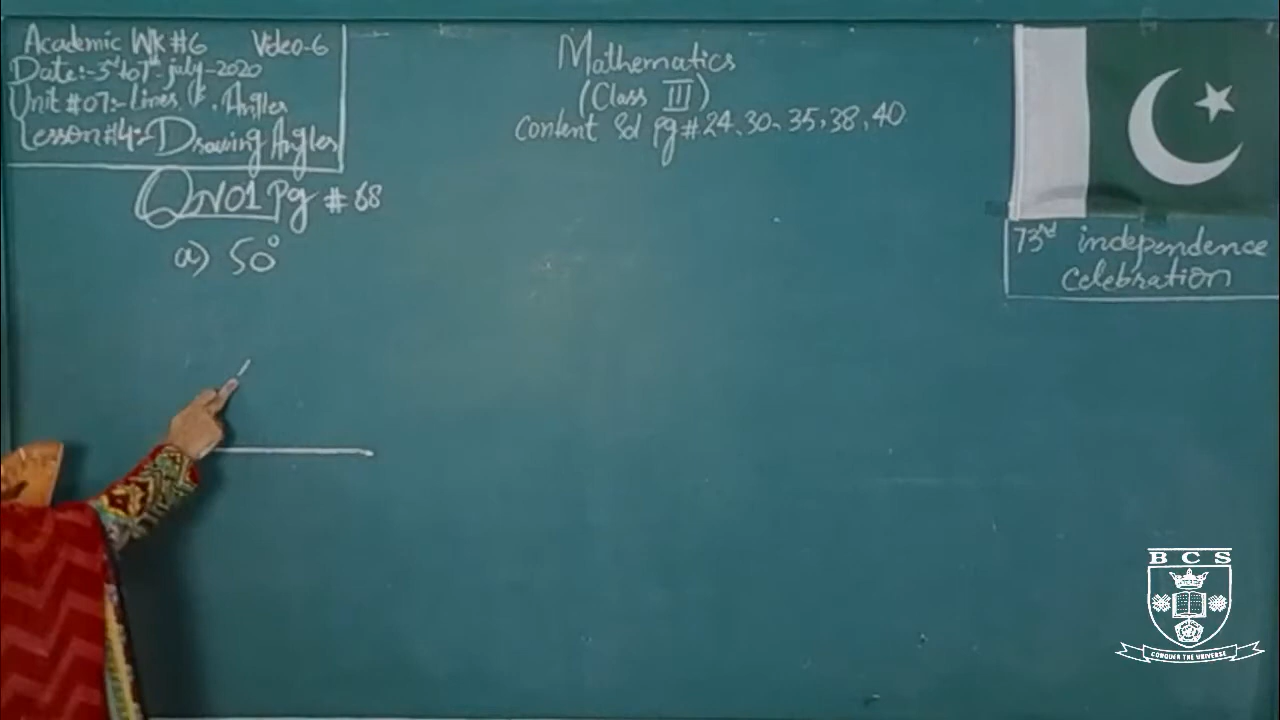 Academic Wk #6 Video-6
Date:-3rd to 7th-july-2020
Unit #07:-Lines & Angles
Lesson#4:-Drawing Angles
Mathematics
(Class III)
Content Sd pg#24,30,35,38,40
QN01 Pg # 68
a) 50°
73rd independence
celebration
BCS
CONQUER THE UNIVERSE